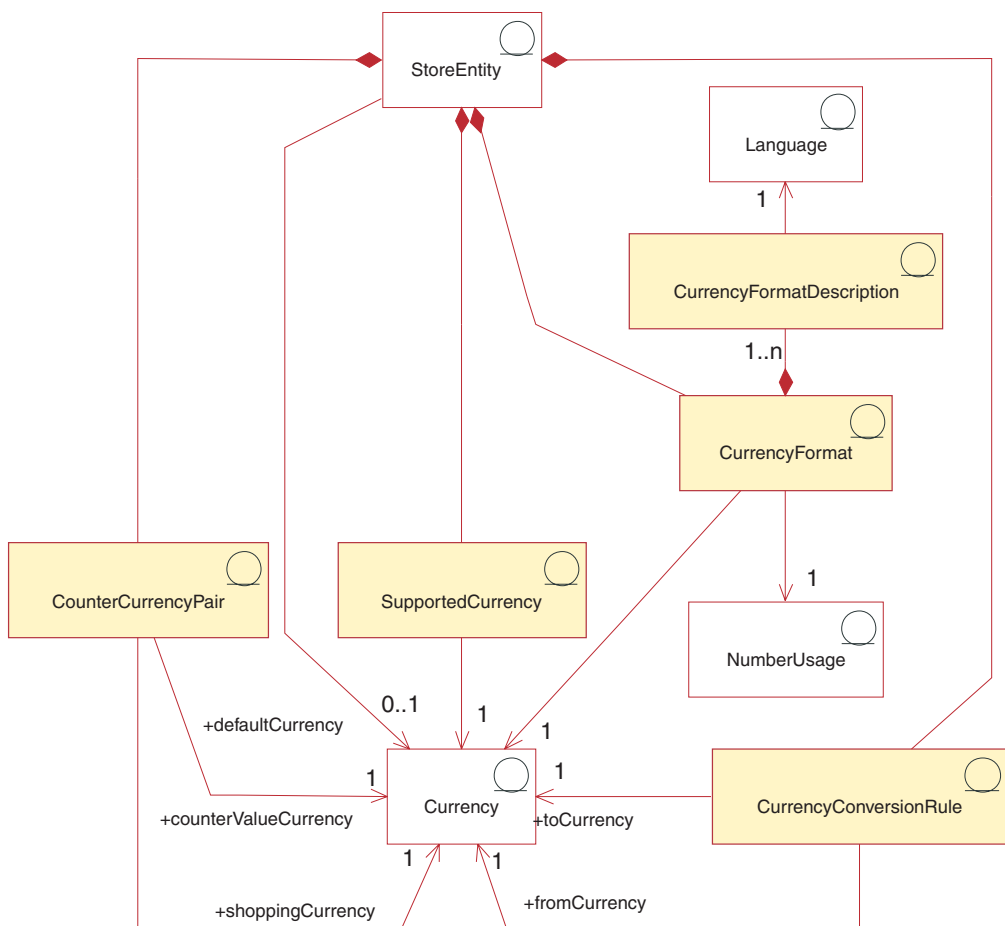 StoreEntity
Language
1
CurrencyFormatDescription
1..n
CurrencyFormat
CounterCurrencyPair
SupportedCurrency
1
NumberUsage
0..1
1
+defaultCurrency
1
1
1
Currency
CurrencyConversionRule
+counterValueCurrency
+toCurrency
1
1
+shoppingCurrency
+fromCurrency